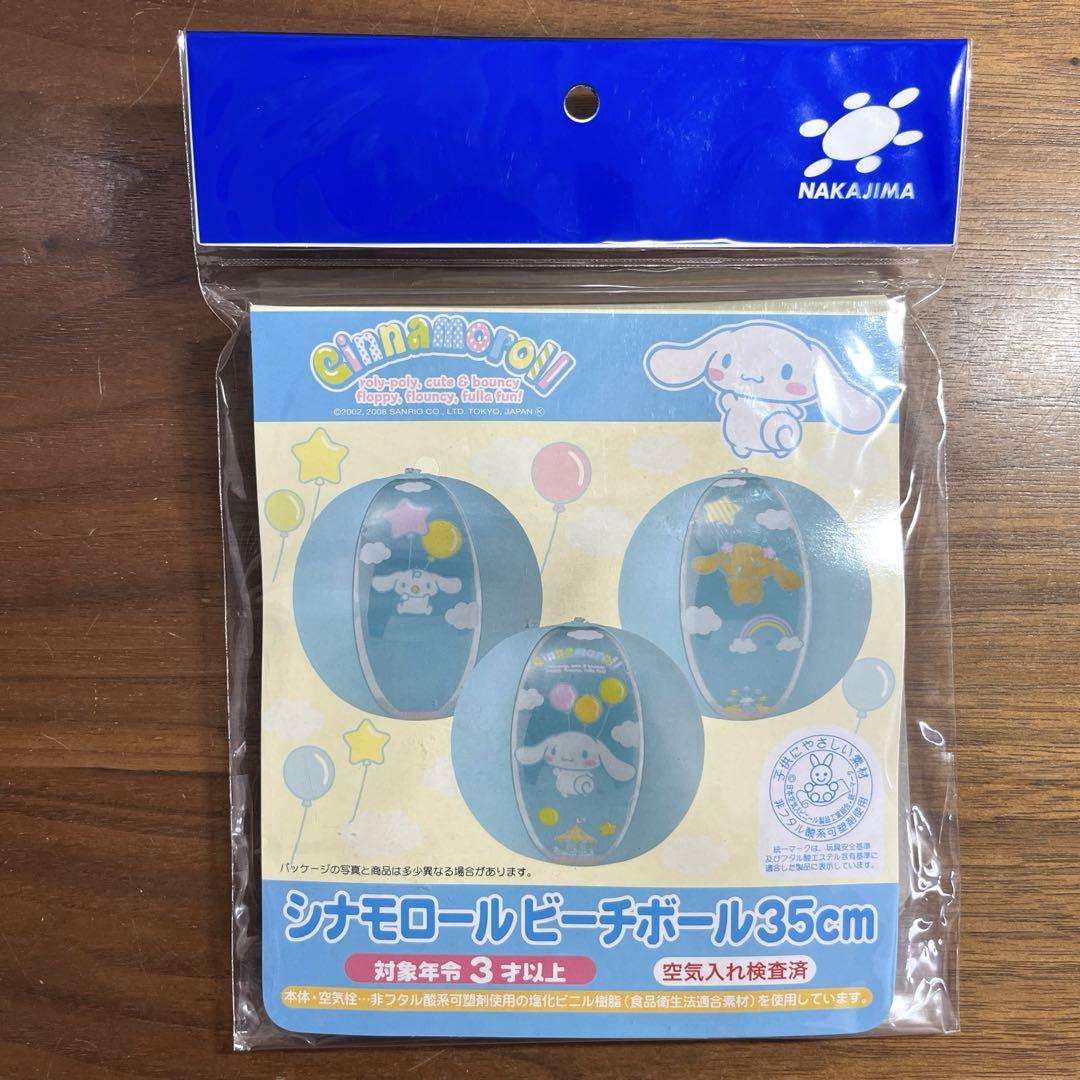 NAKAJIMA
Cinnamoroll
roly-poly, cute & bouncy
floppy, flouncy, fulla fun!
©2002, 2008 SANRIO CO., LTD. TOKYO, JAPAN Ⓚ
Cinnamoroll
子供にやさしい素材
非フタル酸系可塑剤使用
統一マークは、玩具安全基準
及びフタル酸エステル含有基準に
適合した製品に表示しています。
パッケージの写真と商品は多少異なる場合があります。
シナモロール ビーチボール35cm
対象年令3才以上
空気入れ検査済
本体・空気栓…非フタル酸系可塑剤使用の塩化ビニル樹脂(食品衛生法適合素材)を使用しています。